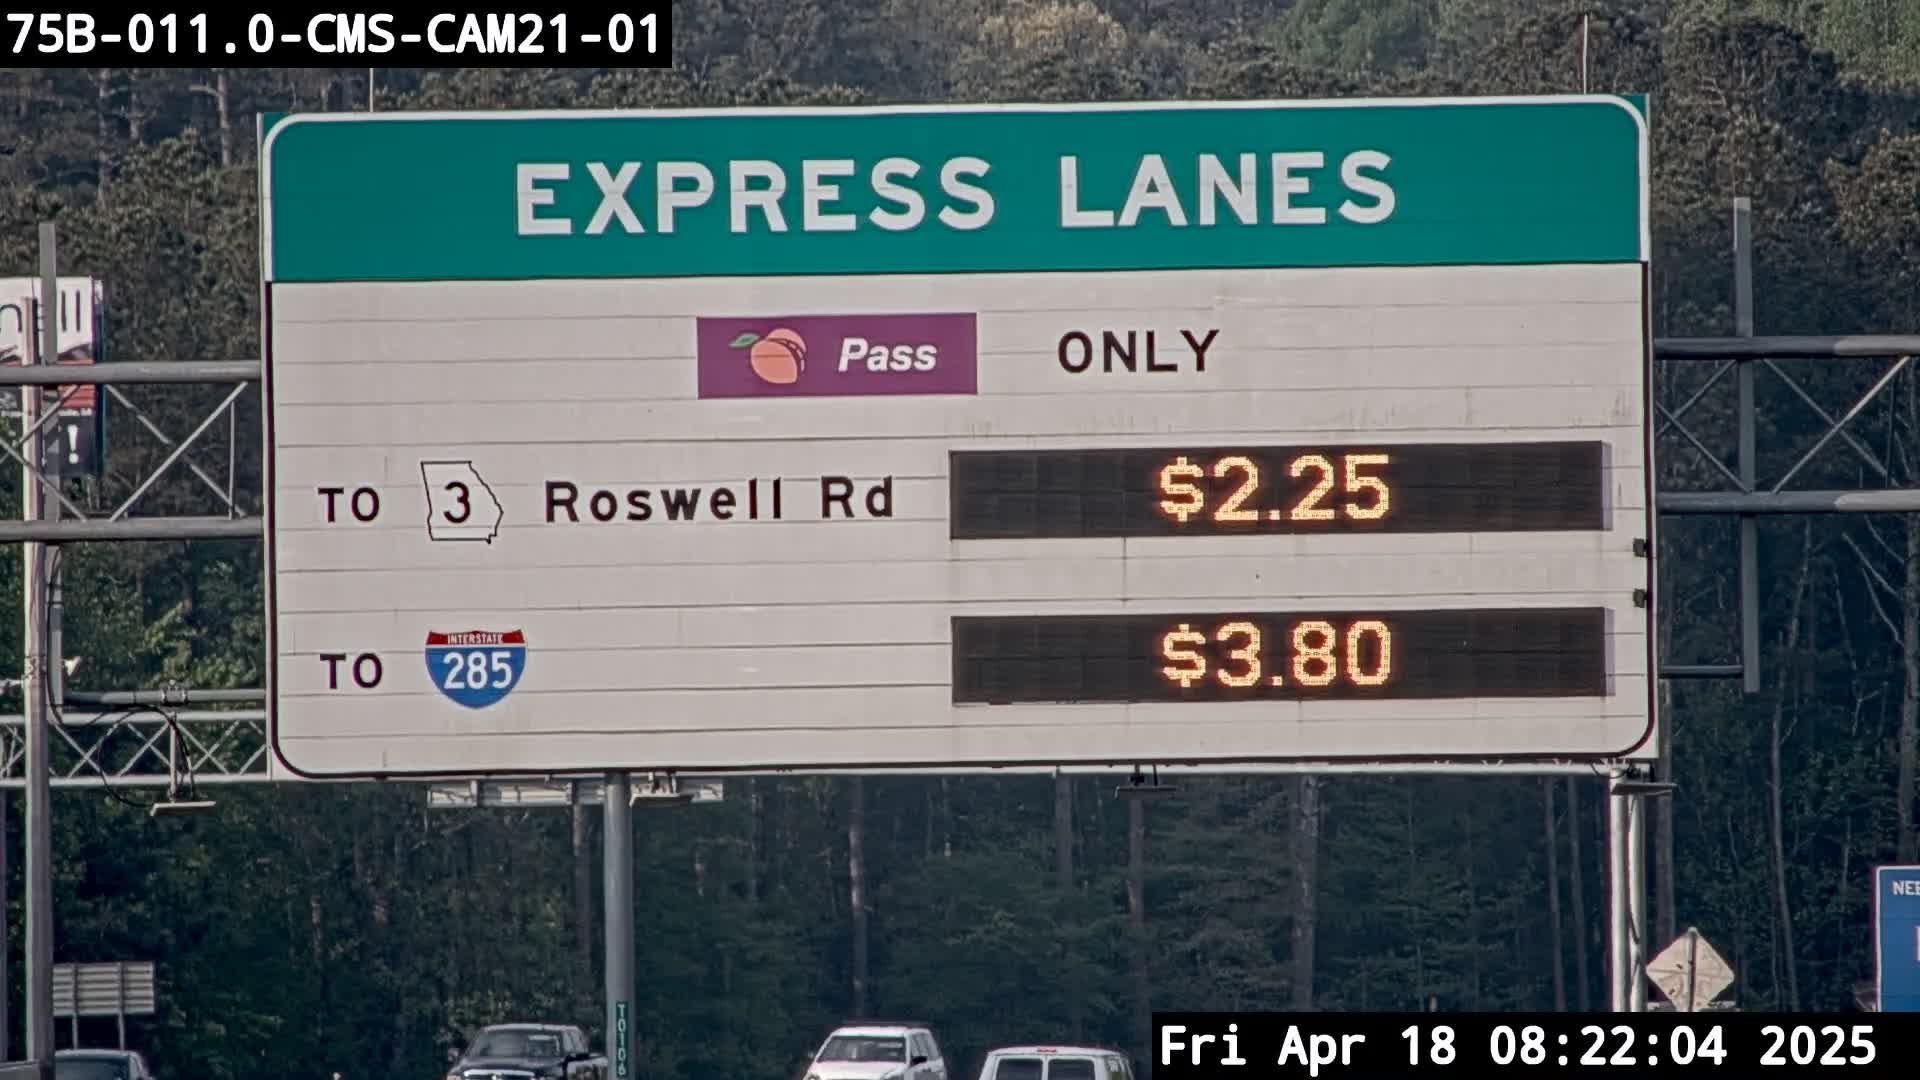 75B-011.0-CMS-CAM21-01
EXPRESS LANES
Pass ONLY
TO 3 Roswell Rd $2.25
INTERSTATE
TO 285 $3.80
Fri Apr 18 08:22:04 2025